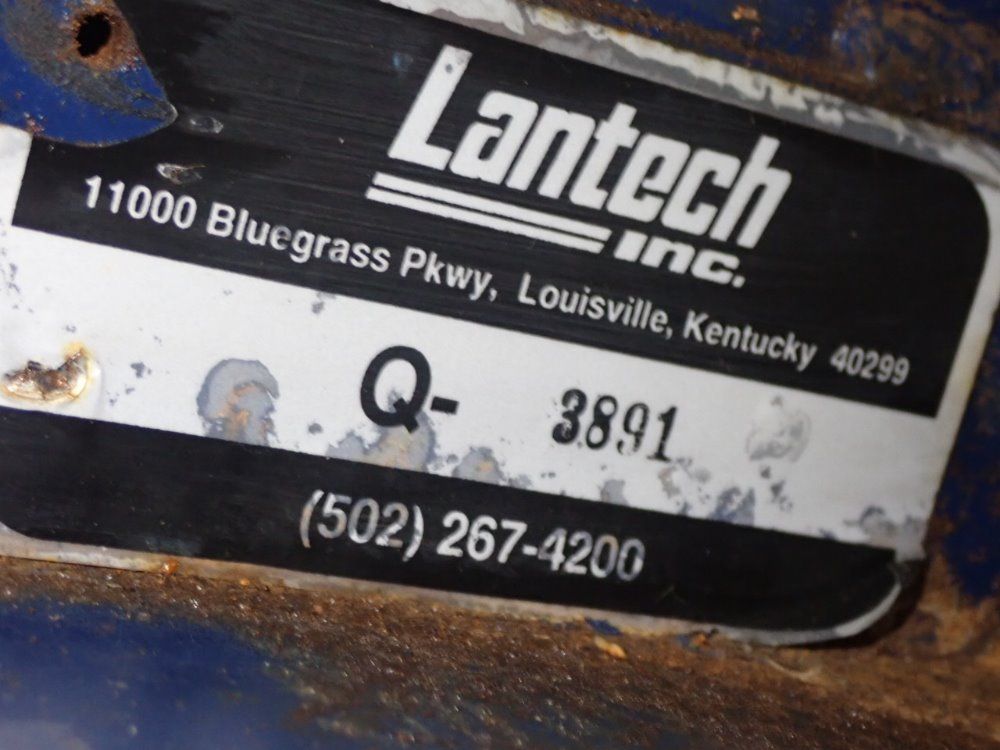 Lantech
inc.
11000 Bluegrass Pkwy, Louisville, Kentucky 40299
Q- 3891
(502) 267-4200